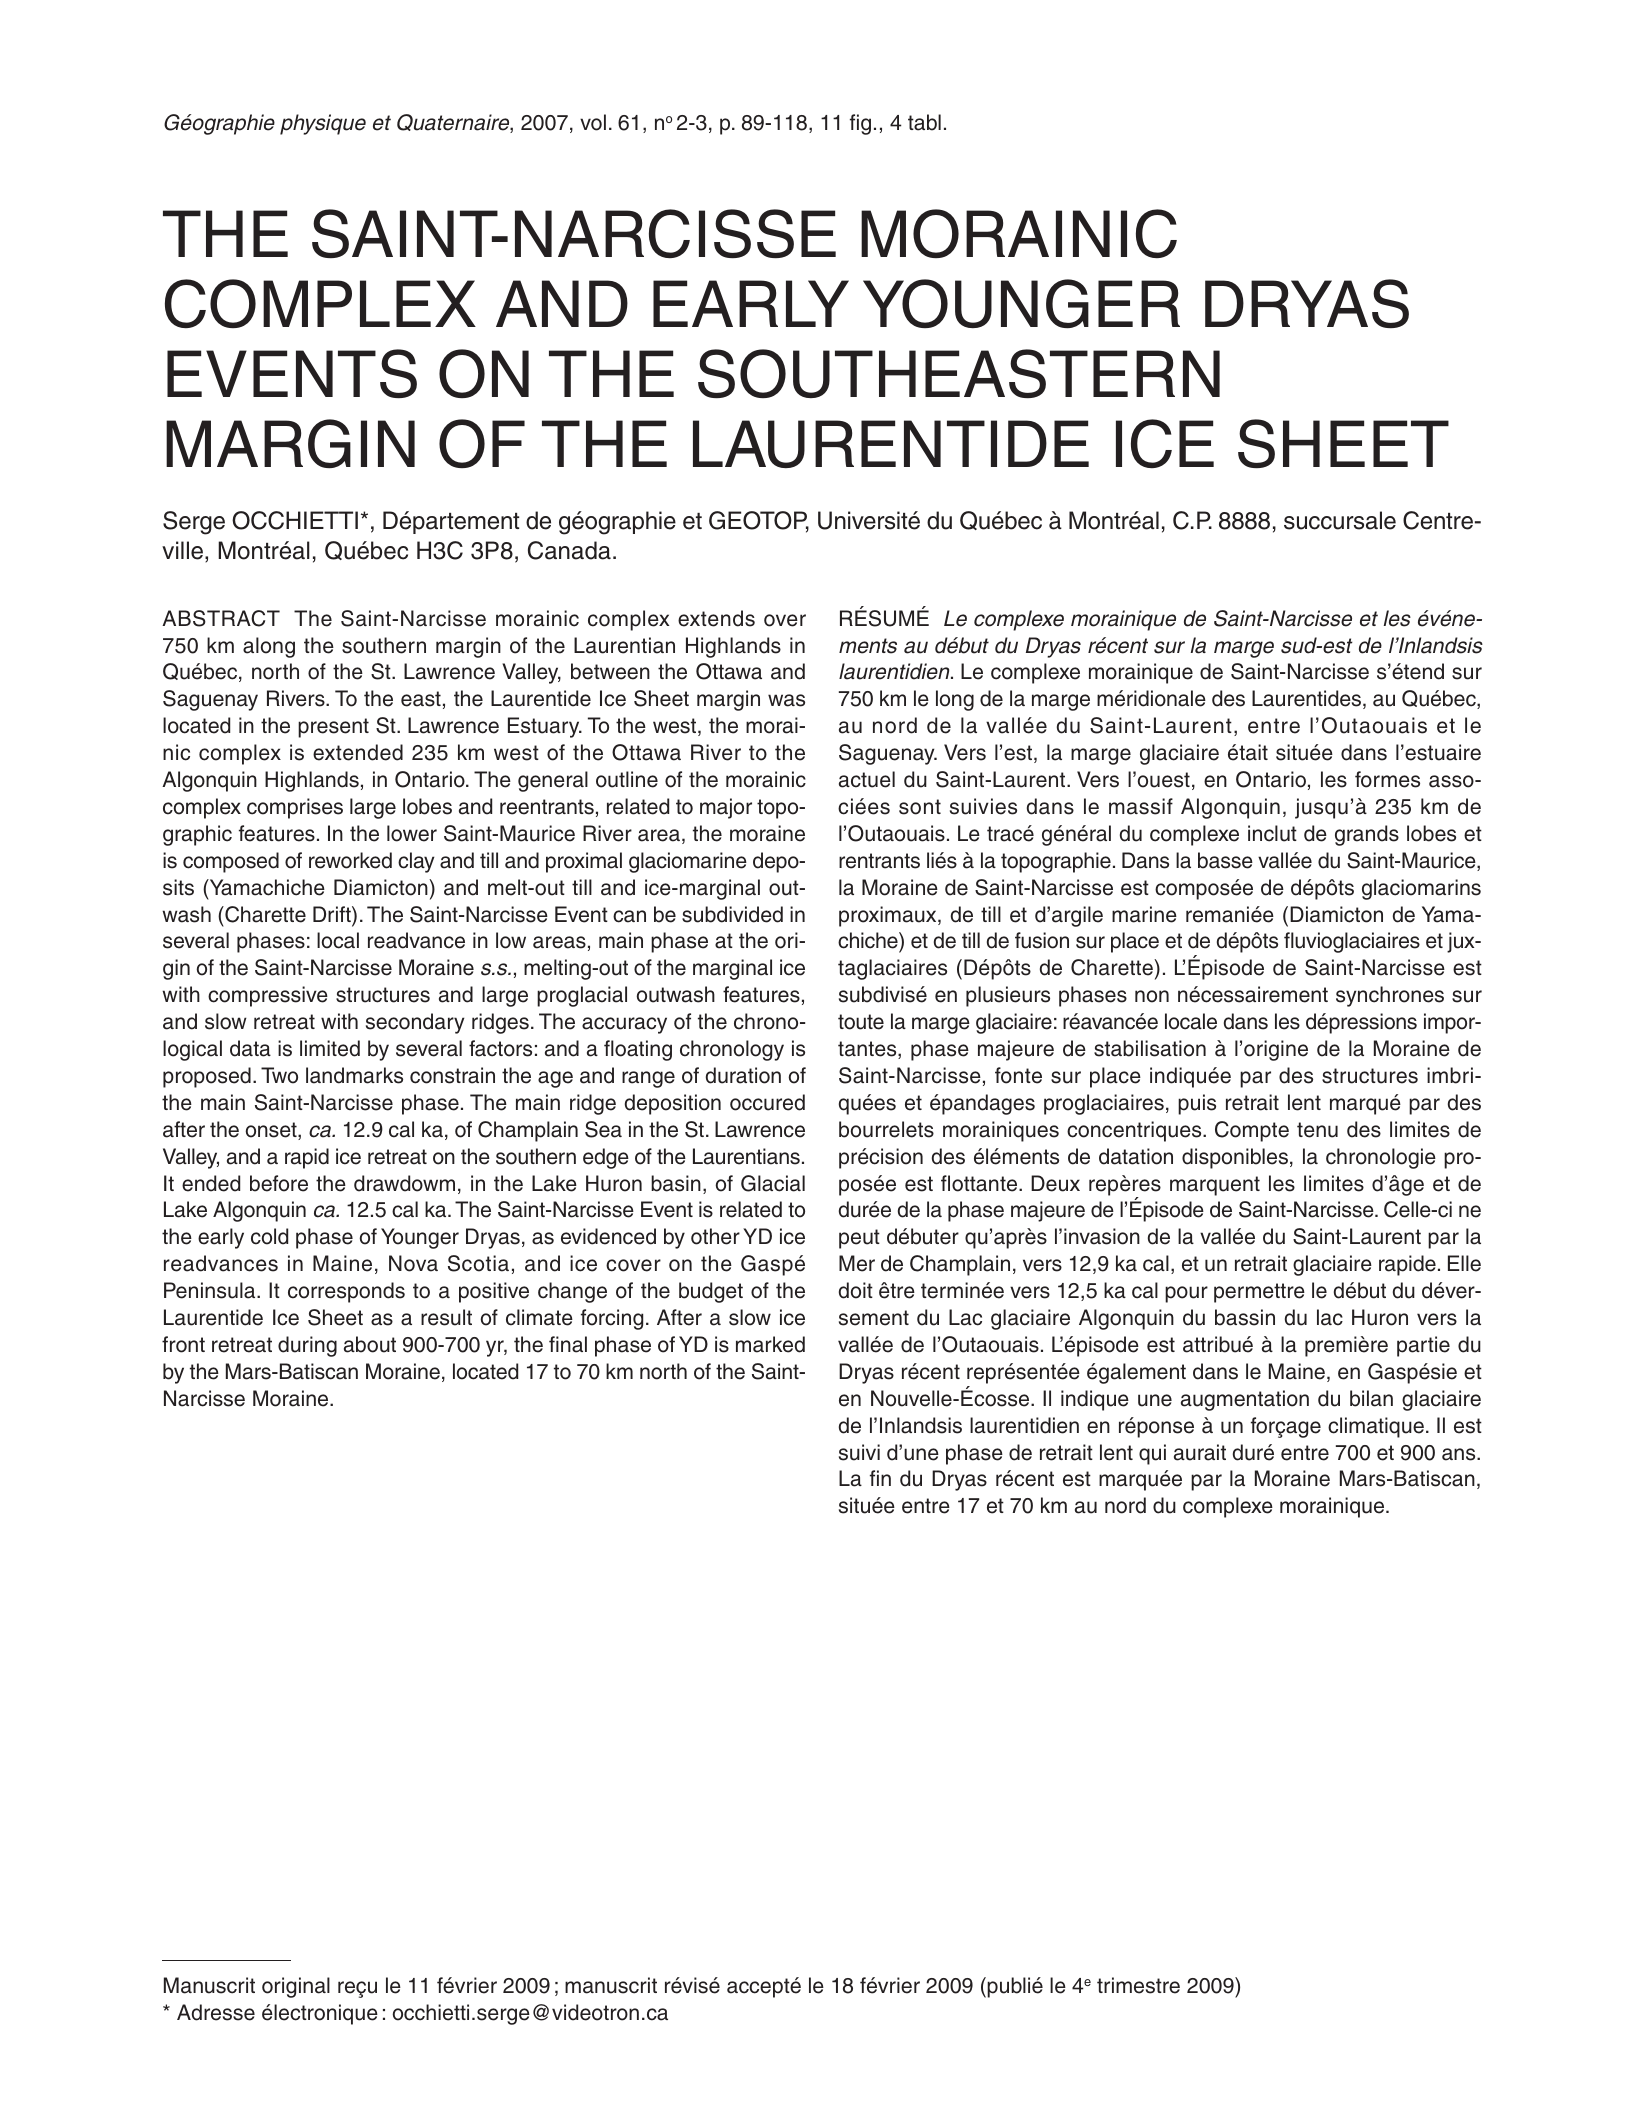 Géographie physique et Quaternaire, 2007, vol. 61, nº 2-3, p. 89-118, 11 fig., 4 tabl.
THE SAINT-NARCISSE MORAINIC
COMPLEX AND EARLY YOUNGER DRYAS
EVENTS ON THE SOUTHEASTERN
MARGIN OF THE LAURENTIDE ICE SHEET
Serge OCCHIETTI*, Département de géographie et GEOTOP, Université du Québec à Montréal, C.P. 8888, succursale Centre-
ville, Montréal, Québec H3C 3P8, Canada.
ABSTRACT The Saint-Narcisse morainic complex extends over
750 km along the southern margin of the Laurentian Highlands in
Québec, north of the St. Lawrence Valley, between the Ottawa and
Saguenay Rivers. To the east, the Laurentide Ice Sheet margin was
located in the present St. Lawrence Estuary. To the west, the morai-
nic complex is extended 235 km west of the Ottawa River to the
Algonquin Highlands, in Ontario. The general outline of the morainic
complex comprises large lobes and reentrants, related to major topo-
graphic features. In the lower Saint-Maurice River area, the moraine
is composed of reworked clay and till and proximal glaciomarine depo-
sits (Yamachiche Diamicton) and melt-out till and ice-marginal out-
wash (Charette Drift). The Saint-Narcisse Event can be subdivided in
several phases: local readvance in low areas, main phase at the ori-
gin of the Saint-Narcisse Moraine s.s., melting-out of the marginal ice
with compressive structures and large proglacial outwash features,
and slow retreat with secondary ridges. The accuracy of the chrono-
logical data is limited by several factors: and a floating chronology is
proposed. Two landmarks constrain the age and range of duration of
the main Saint-Narcisse phase. The main ridge deposition occured
after the onset, ca. 12.9 cal ka, of Champlain Sea in the St. Lawrence
Valley, and a rapid ice retreat on the southern edge of the Laurentians.
It ended before the drawdowm, in the Lake Huron basin, of Glacial
Lake Algonquin ca. 12.5 cal ka. The Saint-Narcisse Event is related to
the early cold phase of Younger Dryas, as evidenced by other YD ice
readvances in Maine, Nova Scotia, and ice cover on the Gaspé
Peninsula. It corresponds to a positive change of the budget of the
Laurentide Ice Sheet as a result of climate forcing. After a slow ice
front retreat during about 900-700 yr, the final phase of YD is marked
by the Mars-Batiscan Moraine, located 17 to 70 km north of the Saint-
Narcisse Moraine.
RÉSUMÉ Le complexe morainique de Saint-Narcisse et les événe-
ments au début du Dryas récent sur la marge sud-est de l’Inlandsis
laurentidien. Le complexe morainique de Saint-Narcisse s’étend sur
750 km le long de la marge méridionale des Laurentides, au Québec,
au nord de la vallée du Saint-Laurent, entre l’Outaouais et le
Saguenay. Vers l’est, la marge glaciaire était située dans l’estuaire
actuel du Saint-Laurent. Vers l’ouest, en Ontario, les formes asso-
ciées sont suivies dans le massif Algonquin, jusqu’à 235 km de
l’Outaouais. Le tracé général du complexe inclut de grands lobes et
rentrants liés à la topographie. Dans la basse vallée du Saint-Maurice,
la Moraine de Saint-Narcisse est composée de dépôts glaciomarins
proximaux, de till et d’argile marine remaniée (Diamicton de Yama-
chiche) et de till de fusion sur place et de dépôts fluvioglaciaires et jux-
taglaciaires (Dépôts de Charette). L’Épisode de Saint-Narcisse est
subdivisé en plusieurs phases non nécessairement synchrones sur
toute la marge glaciaire: réavancée locale dans les dépressions impor-
tantes, phase majeure de stabilisation à l’origine de la Moraine de
Saint-Narcisse, fonte sur place indiquée par des structures imbri-
quées et épandages proglaciaires, puis retrait lent marqué par des
bourrelets morainiques concentriques. Compte tenu des limites de
précision des éléments de datation disponibles, la chronologie pro-
posée est flottante. Deux repères marquent les limites d’âge et de
durée de la phase majeure de l’Épisode de Saint-Narcisse. Celle-ci ne
peut débuter qu’après l’invasion de la vallée du Saint-Laurent par la
Mer de Champlain, vers 12,9 ka cal, et un retrait glaciaire rapide. Elle
doit être terminée vers 12,5 ka cal pour permettre le début du déver-
sement du Lac glaciaire Algonquin du bassin du lac Huron vers la
vallée de l’Outaouais. L’épisode est attribué à la première partie du
Dryas récent représentée également dans le Maine, en Gaspésie et
en Nouvelle-Écosse. Il indique une augmentation du bilan glaciaire
de l’Inlandsis laurentidien en réponse à un forçage climatique. Il est
suivi d’une phase de retrait lent qui aurait duré entre 700 et 900 ans.
La fin du Dryas récent est marquée par la Moraine Mars-Batiscan,
située entre 17 et 70 km au nord du complexe morainique.
Manuscrit original reçu le 11 février 2009 ; manuscrit révisé accepté le 18 février 2009 (publié le 4e trimestre 2009)
* Adresse électronique : occhietti.serge@videotron.ca